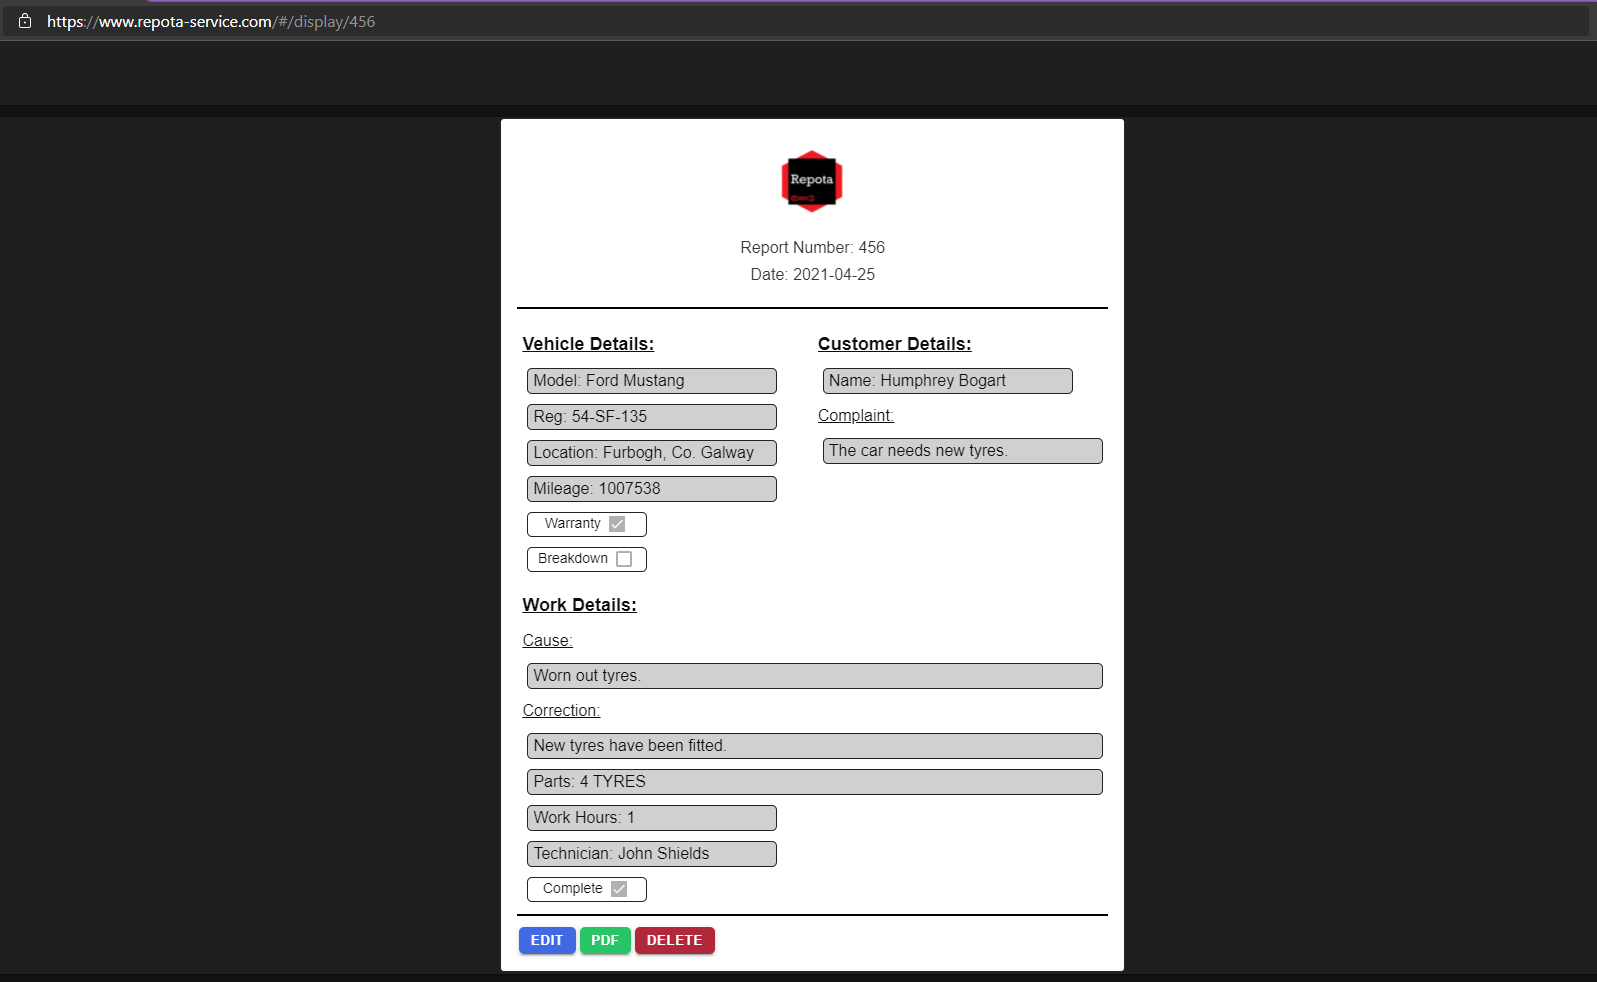 https://www.repota-service.com/#/display/456
Repota
Report Number: 456
Date: 2021-04-25
Vehicle Details:
Model: Ford Mustang
Reg: 54-SF-135
Location: Furbogh, Co. Galway
Mileage: 1007538
Warranty
Breakdown
Customer Details:
Name: Humphrey Bogart
Complaint:
The car needs new tyres.
Work Details:
Cause:
Worn out tyres.
Correction:
New tyres have been fitted.
Parts: 4 TYRES
Work Hours: 1
Technician: John Shields
Complete
EDIT PDF DELETE